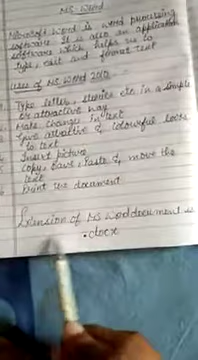 MS-Word
Microsoft Word is word processing
software. It is also an application
software which helps us to
type, edit and format text
Uses of MS Word 2010
Type letter, stories etc. in a simple
or attractive way
Make changes in text
Give attractive & colourful looks
to text
Insert picture
Copy, Save, Paste & move the
text
Print the document
Extension of MS Word document is
.docx